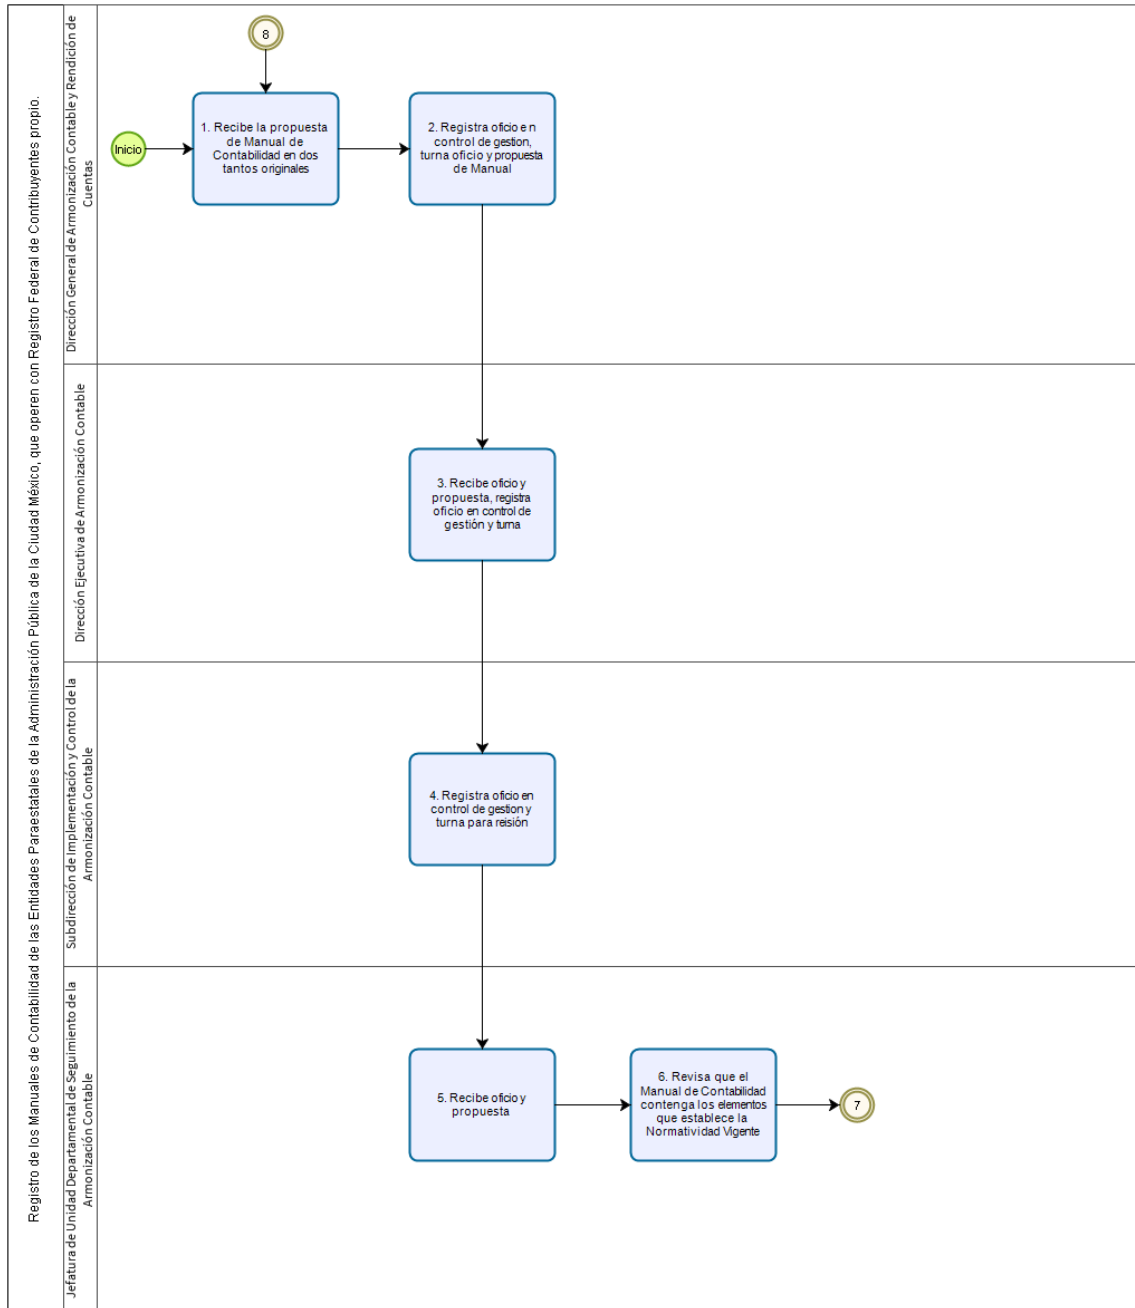 Registro de los Manuales de Contabilidad de las Entidades Paraestatales de la Administración Pública de la Ciudad México, que operen con Registro Federal de Contribuyentes propio.
Dirección General de Armonización Contable y Rendición de
Cuentas
8
Inicio
1. Recibe la propuesta
de Manual de
Contabilidad en dos
tantos originales
2. Registra oficio e n
control de gestion,
turna oficio y propuesta
de Manual
Dirección Ejecutiva de Armonización Contable
3. Recibe oficio y
propuesta, registra
oficio en control de
gestión y turna
Subdirección de Implementación y Control de la
Armonización Contable
4. Registra oficio en
control de gestion y
turna para reisión
Jefatura de Unidad Departamental de Seguimiento de la
Armonización Contable
5. Recibe oficio y
propuesta
6. Revisa que el
Manual de Contabilidad
contenga los elementos
que establece la
Normatividad Vigente
7